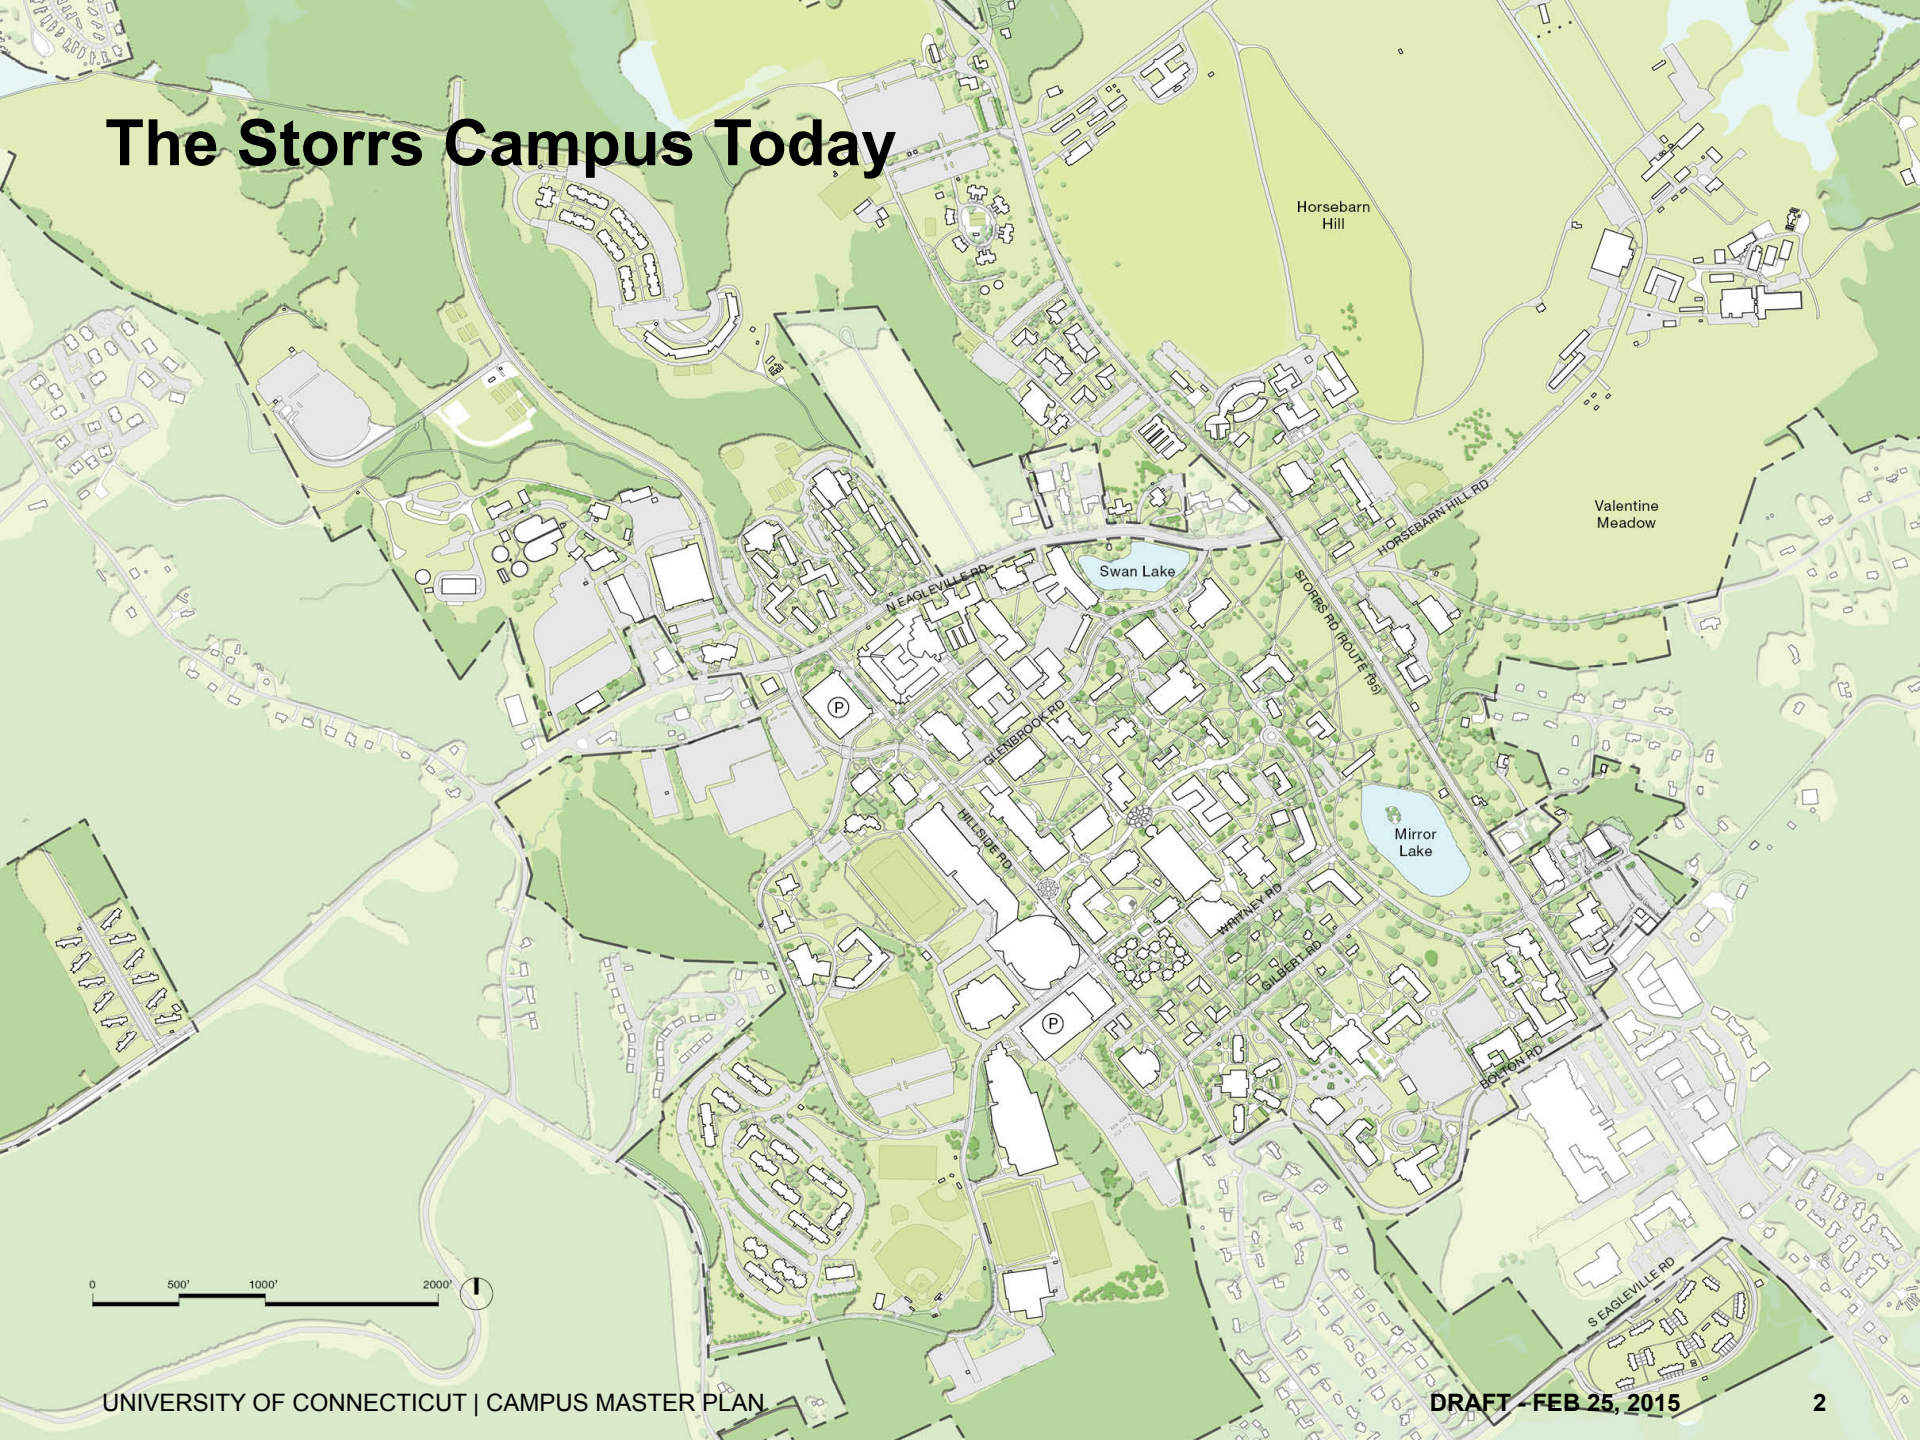 The Storrs Campus Today
Horsebarn
Hill
Valentine
Meadow
HORSEBARN HILL RD
Swan Lake
N EAGLEVILLE RD
STORRS RD (ROUTE 195)
P
GLENBROOK RD
HILLSIDE RD
Mirror
Lake
WHITNEY RD
GILBERT RD
P
BOLTON RD
S EAGLEVILLE RD
0 500' 1000' 2000'
UNIVERSITY OF CONNECTICUT | CAMPUS MASTER PLAN
DRAFT - FEB 25, 2015
2